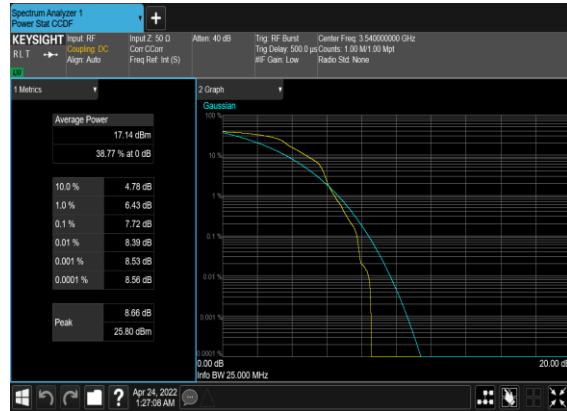 Spectrum Analyzer 1
Power Stat CCDF
+
KEYSIGHT
RLT
LXI
Input: RF
Coupling: DC
Align: Auto
Input Z: 50 Ω
Corr CCorr
Freq Ref: Int (S)
Atten: 40 dB
Trig: RF Burst
Trig Delay: 500.0 µs
#IF Gain: Low
Center Freq: 3.540000000 GHz
Counts: 1.00 M/1.00 Mpt
Radio Std: None
1 Metrics
Average Power
17.14 dBm
38.77 % at 0 dB
10.0 % 4.78 dB
1.0 % 6.43 dB
0.1 % 7.72 dB
0.01 % 8.39 dB
0.001 % 8.53 dB
0.0001 % 8.56 dB
Peak
8.66 dB
25.80 dBm
2 Graph
Gaussian
100 %
10 %
1 %
0.1 %
0.01 %
0.001 %
0.0001 %
0.00 dB
20.00 dB
Info BW 25.000 MHz
?
Apr 24, 2022
1:27:08 AM